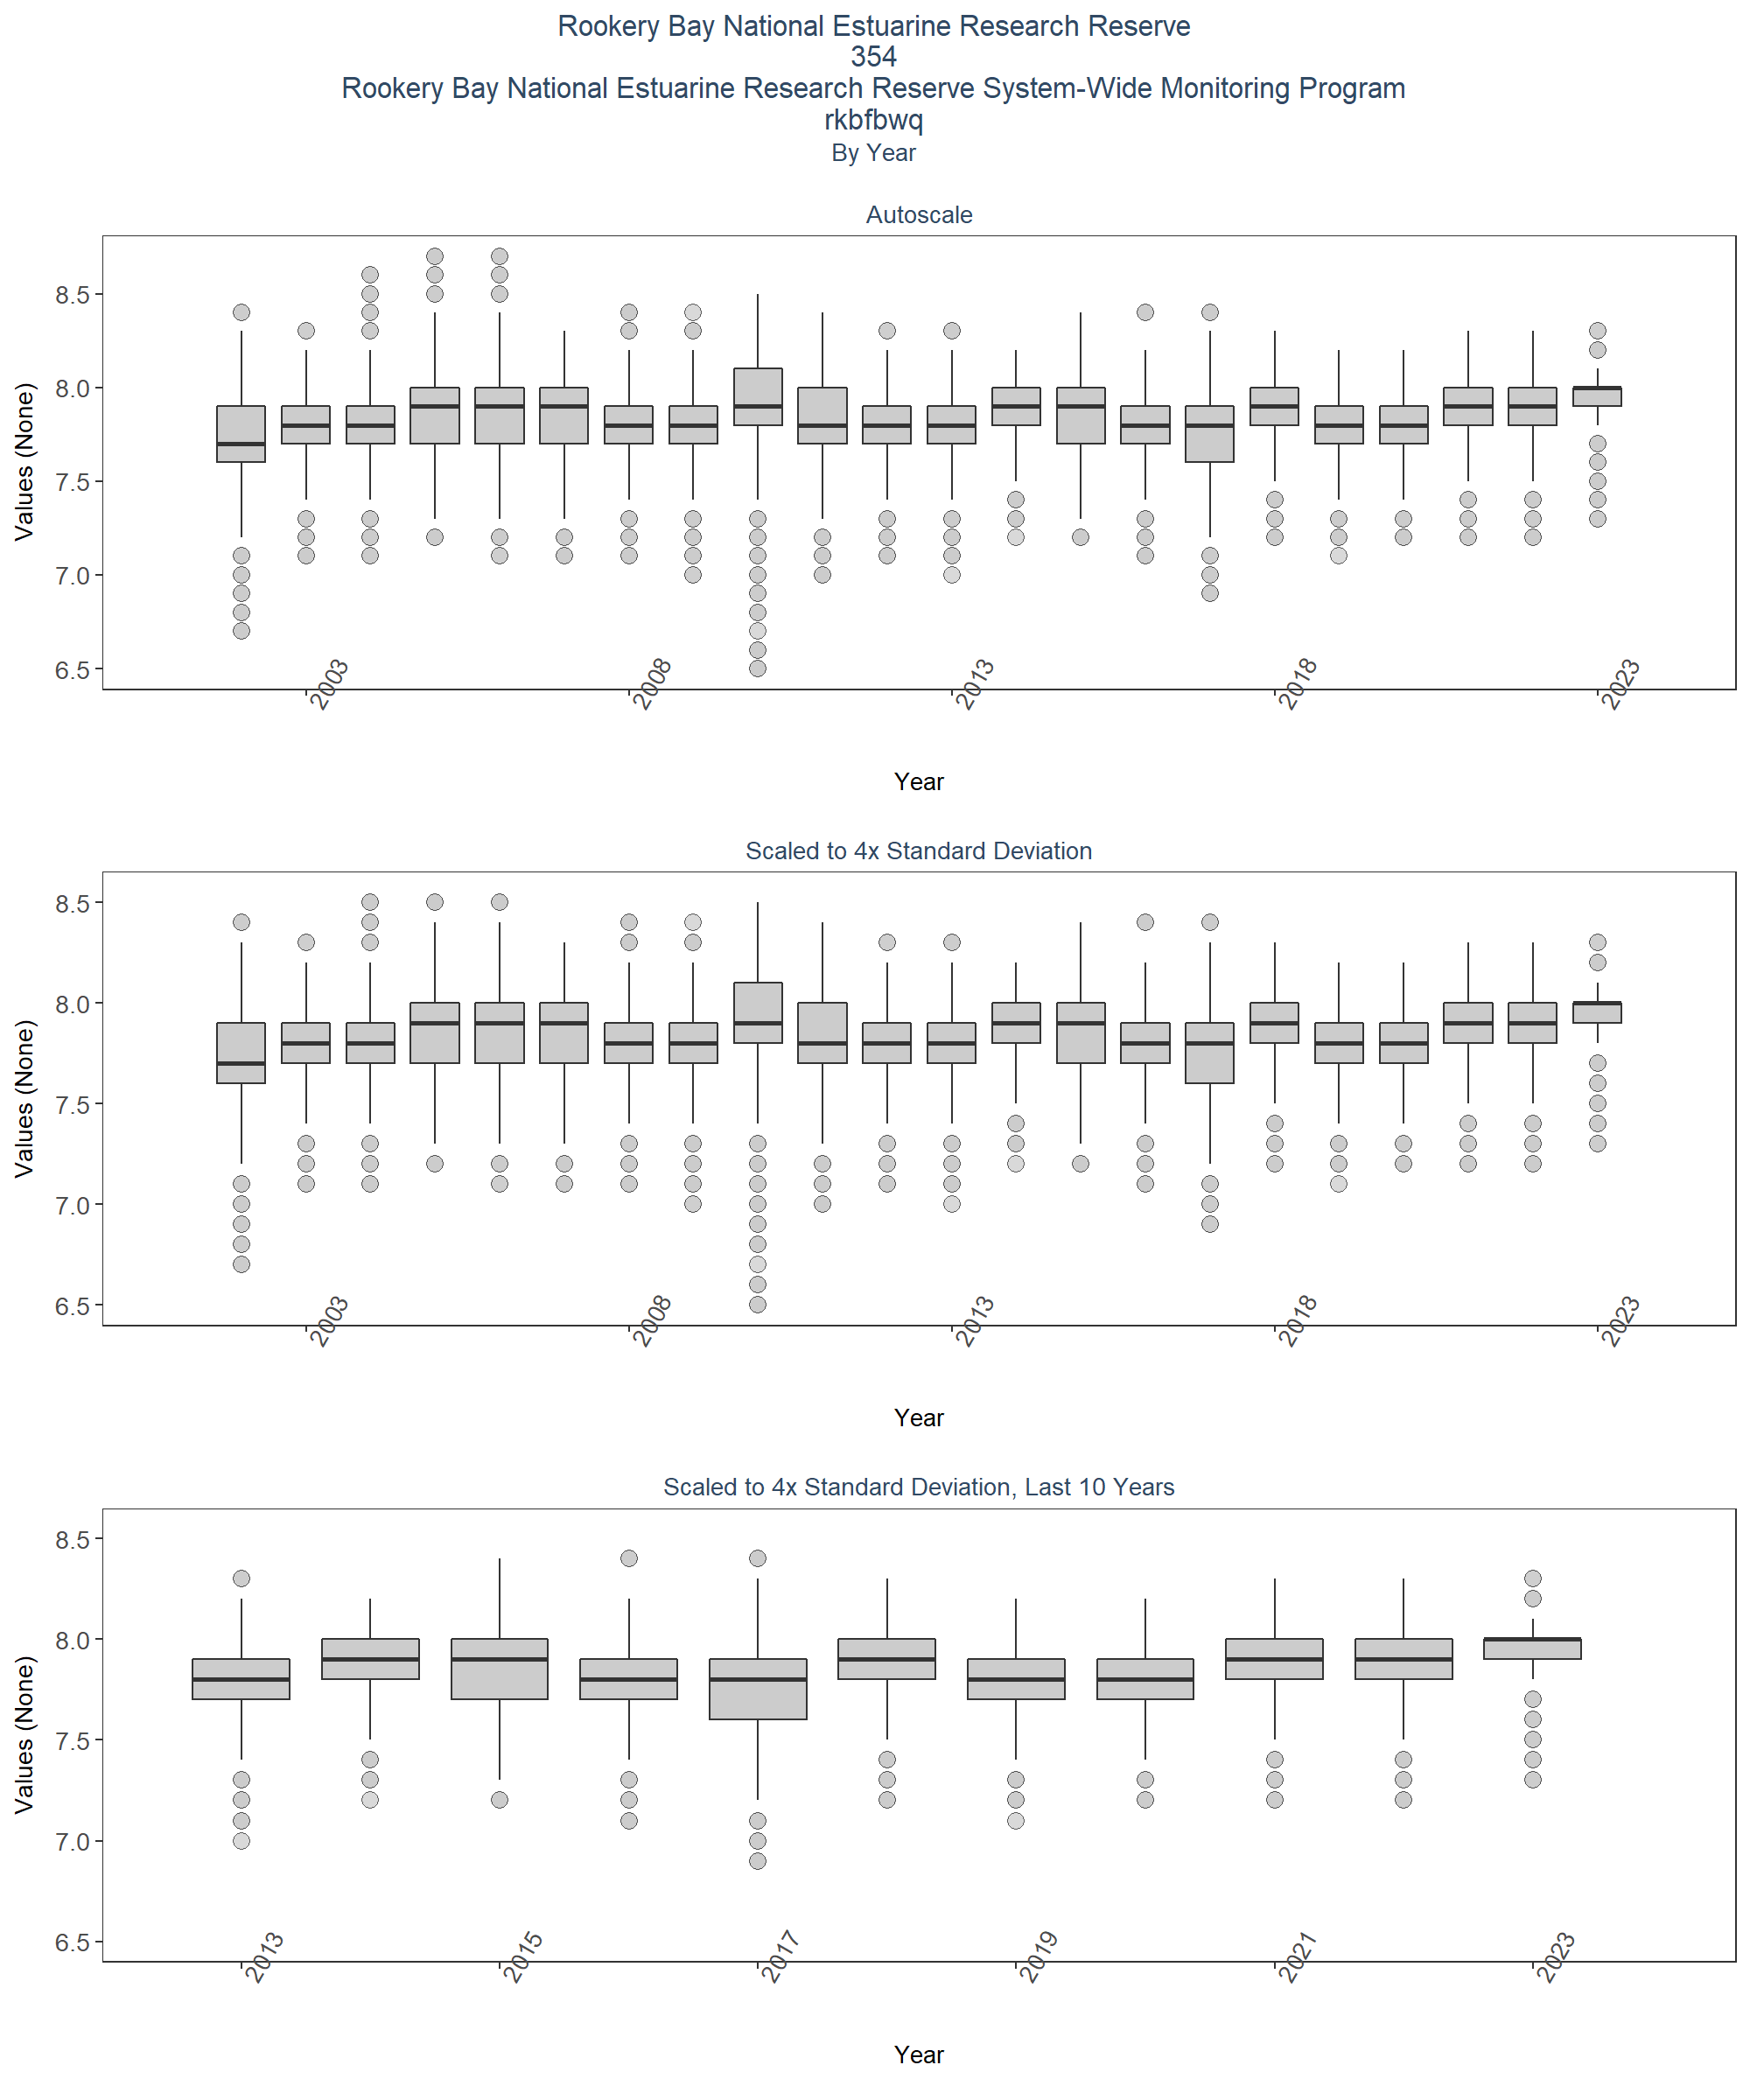 Rookery Bay National Estuarine Research Reserve
354
Rookery Bay National Estuarine Research Reserve System-Wide Monitoring Program
rkbfbwq
By Year
Autoscale
Values (None)
8.5
8.0
7.5
7.0
6.5
2003 2008 2013 2018 2023
Year
Scaled to 4x Standard Deviation
Values (None)
8.5
8.0
7.5
7.0
6.5
2003 2008 2013 2018 2023
Year
Scaled to 4x Standard Deviation, Last 10 Years
Values (None)
8.5
8.0
7.5
7.0
6.5
2013 2015 2017 2019 2021 2023
Year